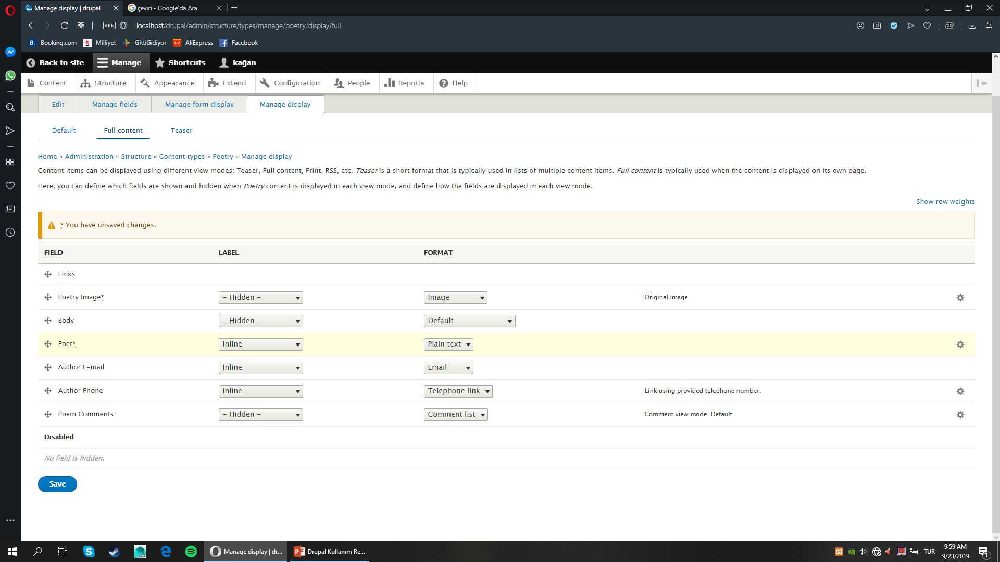 Manage display | drupal
çeviri - Google'da Ara
VPN
localhost/drupal/admin/structure/types/manage/poetry/display/full
B. Booking.com
Milliyet
GittiGidiyor
AliExpress
Facebook
Back to site
Manage
Shortcuts
kağan
Content
Structure
Appearance
Extend
Configuration
People
Reports
Help
Edit
Manage fields
Manage form display
Manage display
Default
Full content
Teaser
Home » Administration » Structure » Content types » Poetry » Manage display
Content items can be displayed using different view modes: Teaser, Full content, Print, RSS, etc. Teaser is a short format that is typically used in lists of multiple content items. Full content is typically used when the content is displayed on its own page.
Here, you can define which fields are shown and hidden when Poetry content is displayed in each view mode, and define how the fields are displayed in each view mode.
Show row weights
* You have unsaved changes.
FIELD LABEL FORMAT
Links
Poetry Image* - Hidden - Image Original image
Body - Hidden - Default
Poet* Inline Plain text
Author E-mail Inline Email
Author Phone Inline Telephone link Link using provided telephone number.
Poem Comments - Hidden - Comment list Comment view mode: Default
Disabled
No field is hidden.
Save
Manage display | dr...
Drupal Kullanım Re...
TUR
9:59 AM
9/23/2019
1